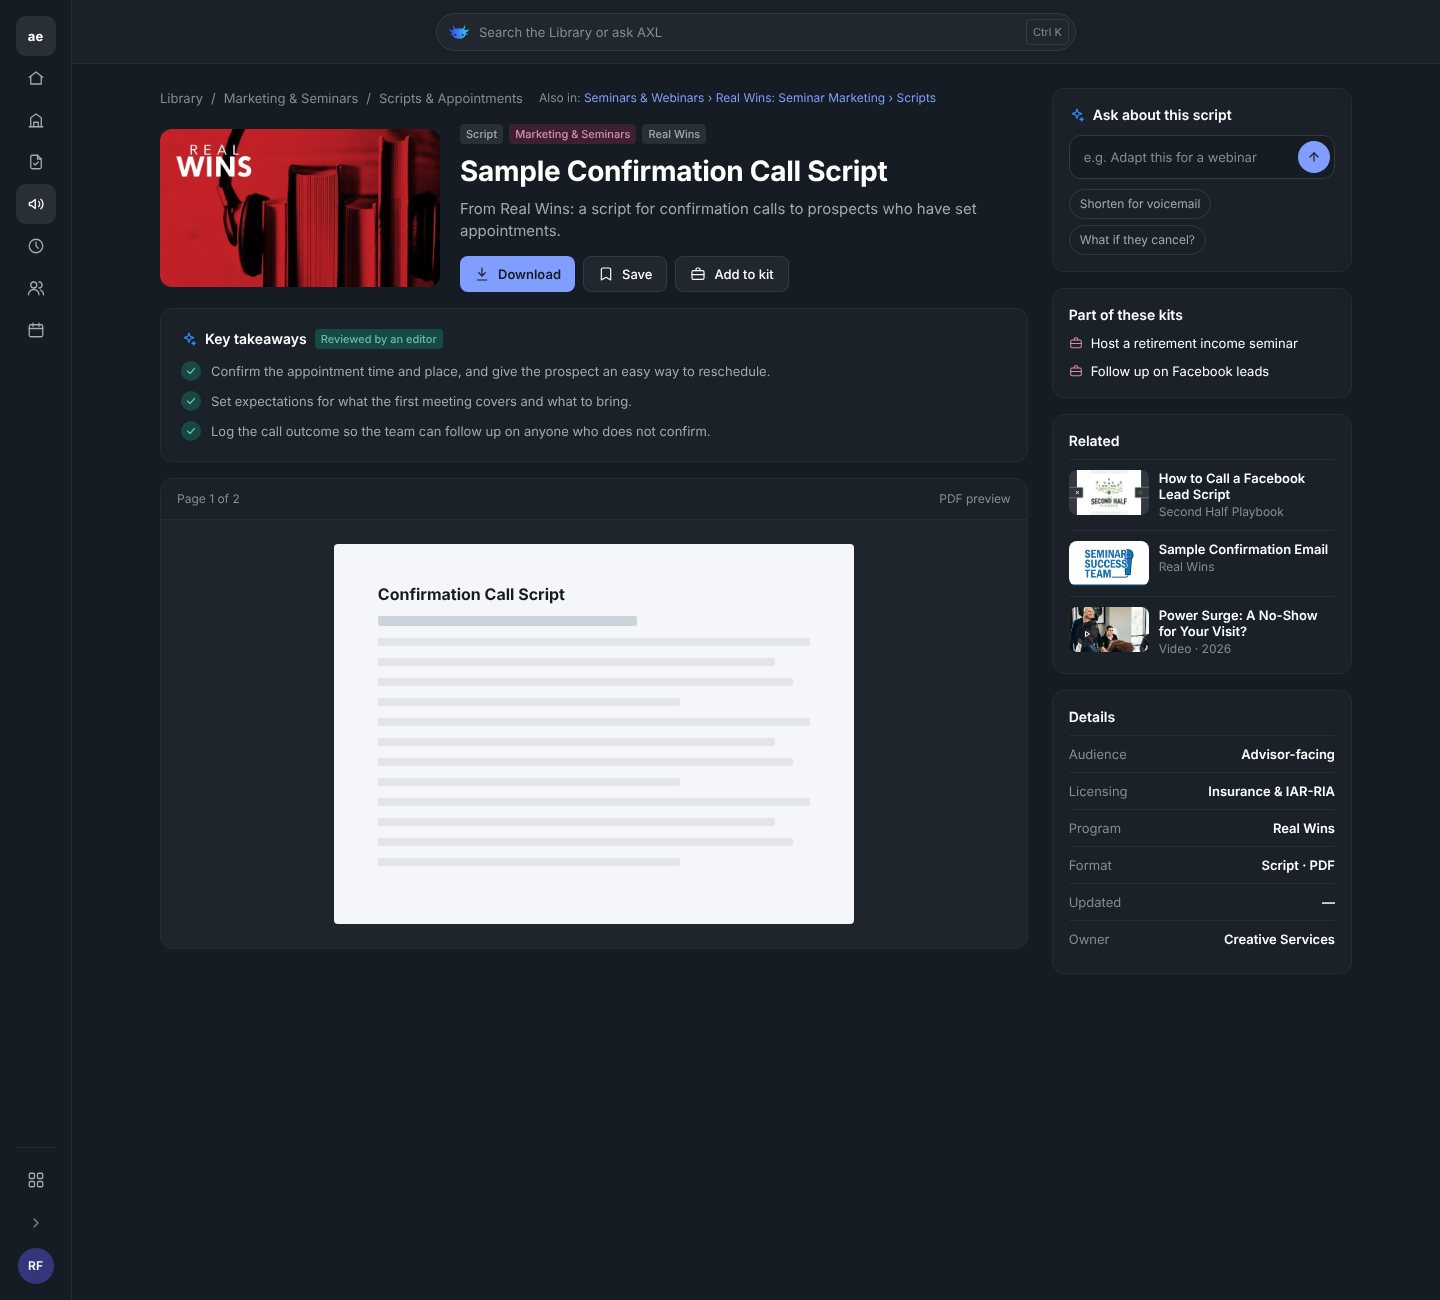 ae
Search the Library or ask AXL
Ctrl K
Library / Marketing & Seminars / Scripts & Appointments
Also in: Seminars & Webinars › Real Wins: Seminar Marketing › Scripts
REAL
WINS
Script
Marketing & Seminars
Real Wins
Sample Confirmation Call Script
From Real Wins: a script for confirmation calls to prospects who have set
appointments.
Download
Save
Add to kit
Key takeaways
Reviewed by an editor
Confirm the appointment time and place, and give the prospect an easy way to reschedule.
Set expectations for what the first meeting covers and what to bring.
Log the call outcome so the team can follow up on anyone who does not confirm.
Page 1 of 2
PDF preview
Confirmation Call Script
Ask about this script
e.g. Adapt this for a webinar
Shorten for voicemail
What if they cancel?
Part of these kits
Host a retirement income seminar
Follow up on Facebook leads
Related
SECOND HALF
How to Call a Facebook
Lead Script
Second Half Playbook
SEMINAR
SUCCESS
TEAM
Sample Confirmation Email
Real Wins
Power Surge: A No-Show
for Your Visit?
Video · 2026
Details
Audience
Advisor-facing
Licensing
Insurance & IAR-RIA
Program
Real Wins
Format
Script · PDF
Updated
—
Owner
Creative Services
RF